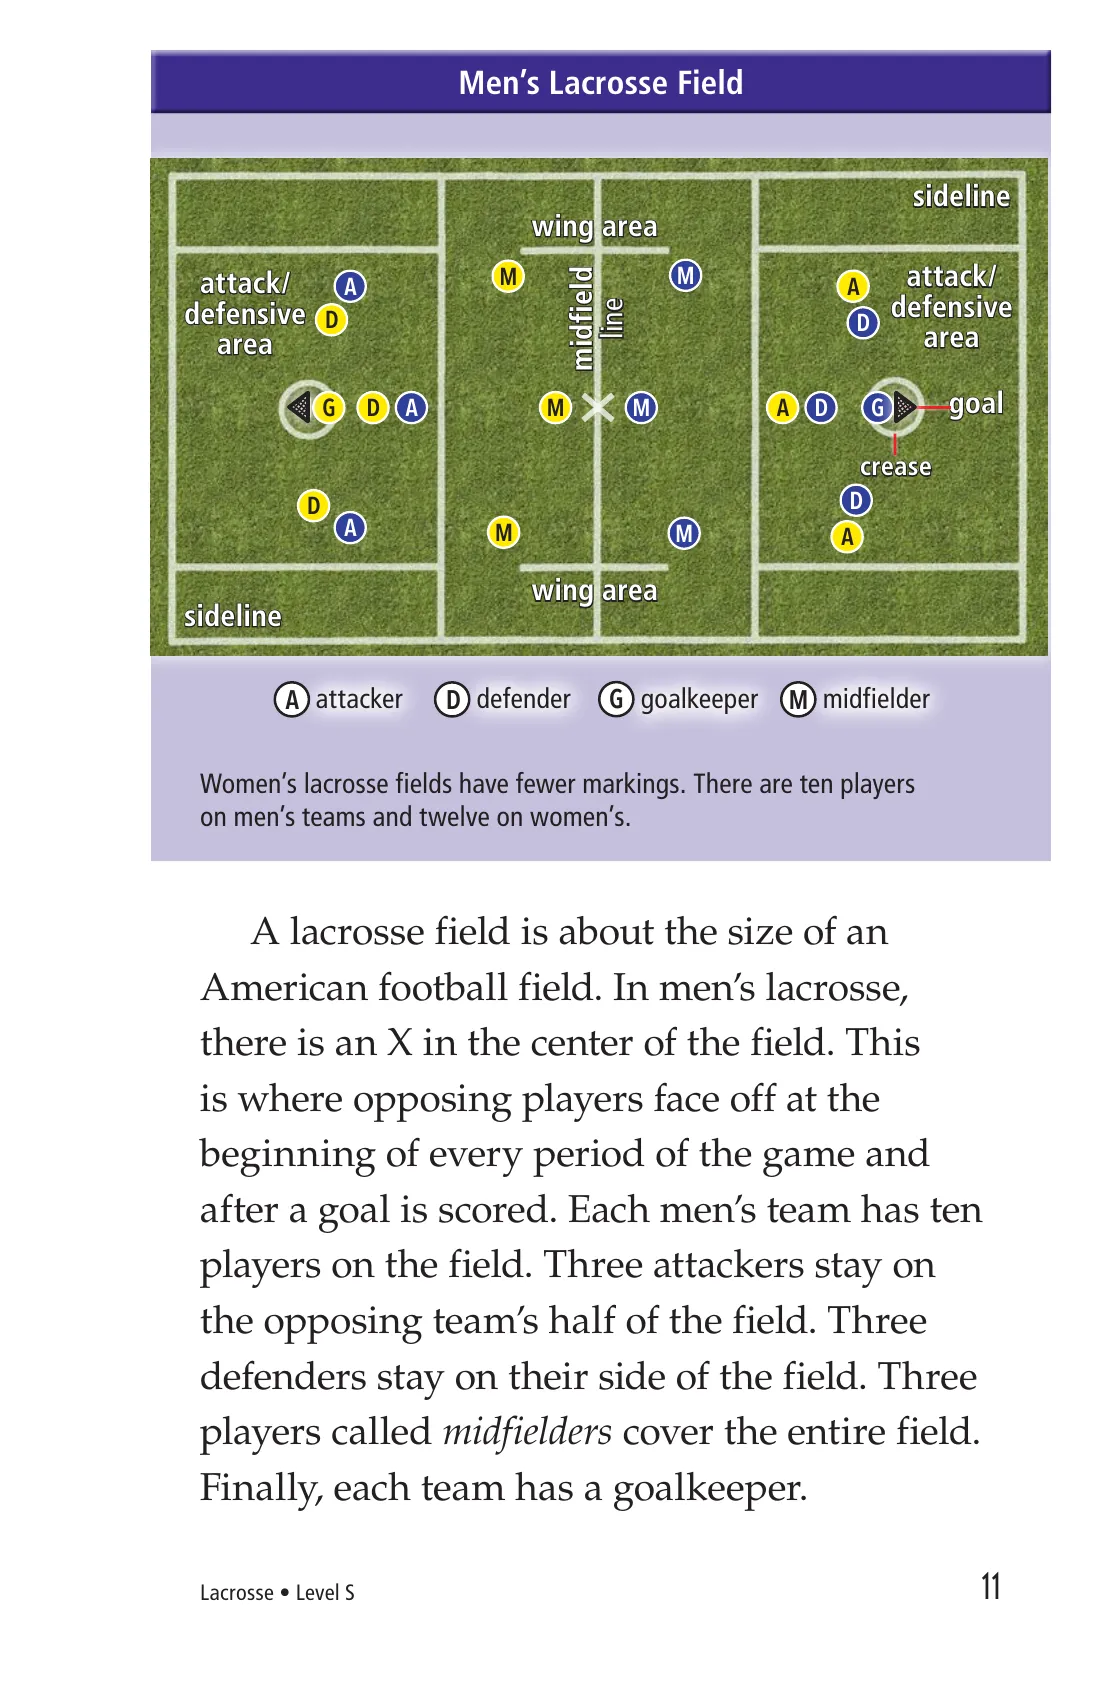 Men’s Lacrosse Field
sideline
wing area
attack/
defensive
area
A
D
M
midfield
line
M
A
D
attack/
defensive
area
G
D
A
M
M
A
D
G
goal
crease
D
A
M
M
D
A
wing area
sideline
A attacker D defender G goalkeeper M midfielder
Women’s lacrosse fields have fewer markings. There are ten players
on men’s teams and twelve on women’s.
A lacrosse field is about the size of an
American football field. In men’s lacrosse,
there is an X in the center of the field. This
is where opposing players face off at the
beginning of every period of the game and
after a goal is scored. Each men’s team has ten
players on the field. Three attackers stay on
the opposing team’s half of the field. Three
defenders stay on their side of the field. Three
players called midfielders cover the entire field.
Finally, each team has a goalkeeper.
Lacrosse • Level S
11